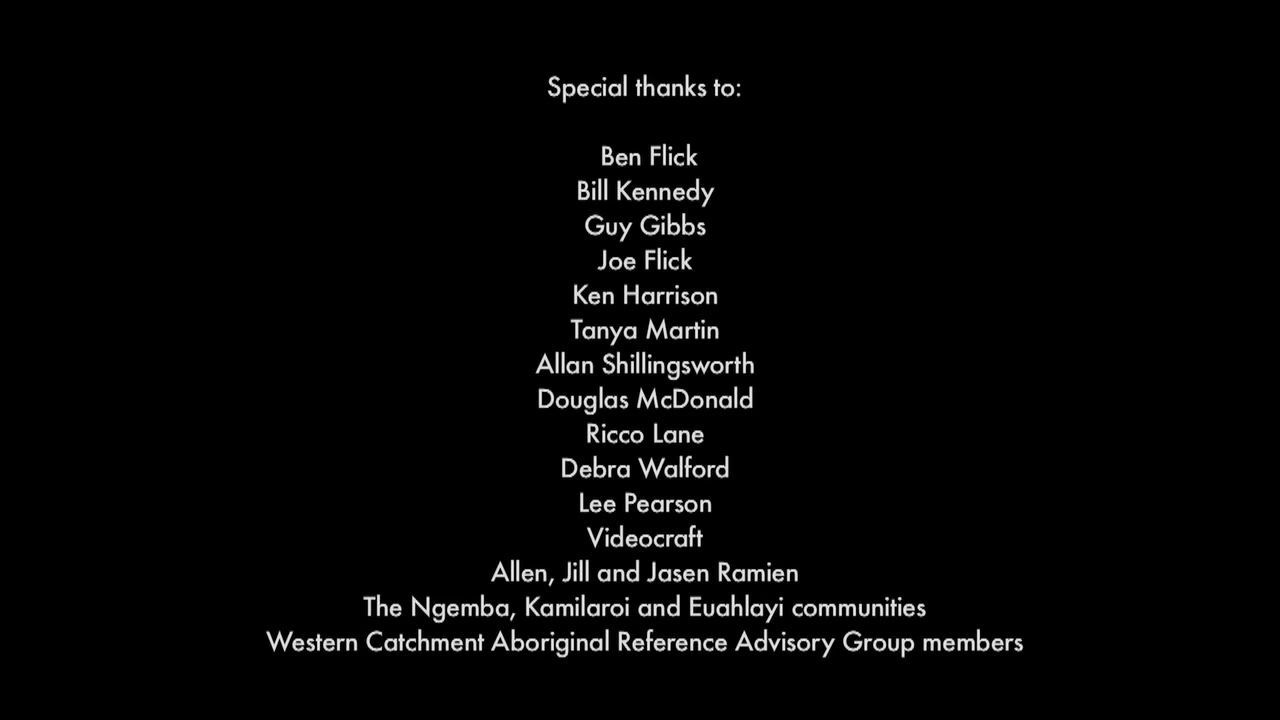 Special thanks to:
Ben Flick
Bill Kennedy
Guy Gibbs
Joe Flick
Ken Harrison
Tanya Martin
Allan Shillingsworth
Douglas McDonald
Ricco Lane
Debra Walford
Lee Pearson
Videocraft
Allen, Jill and Jasen Ramien
The Ngemba, Kamilaroi and Euahlayi communities
Western Catchment Aboriginal Reference Advisory Group members